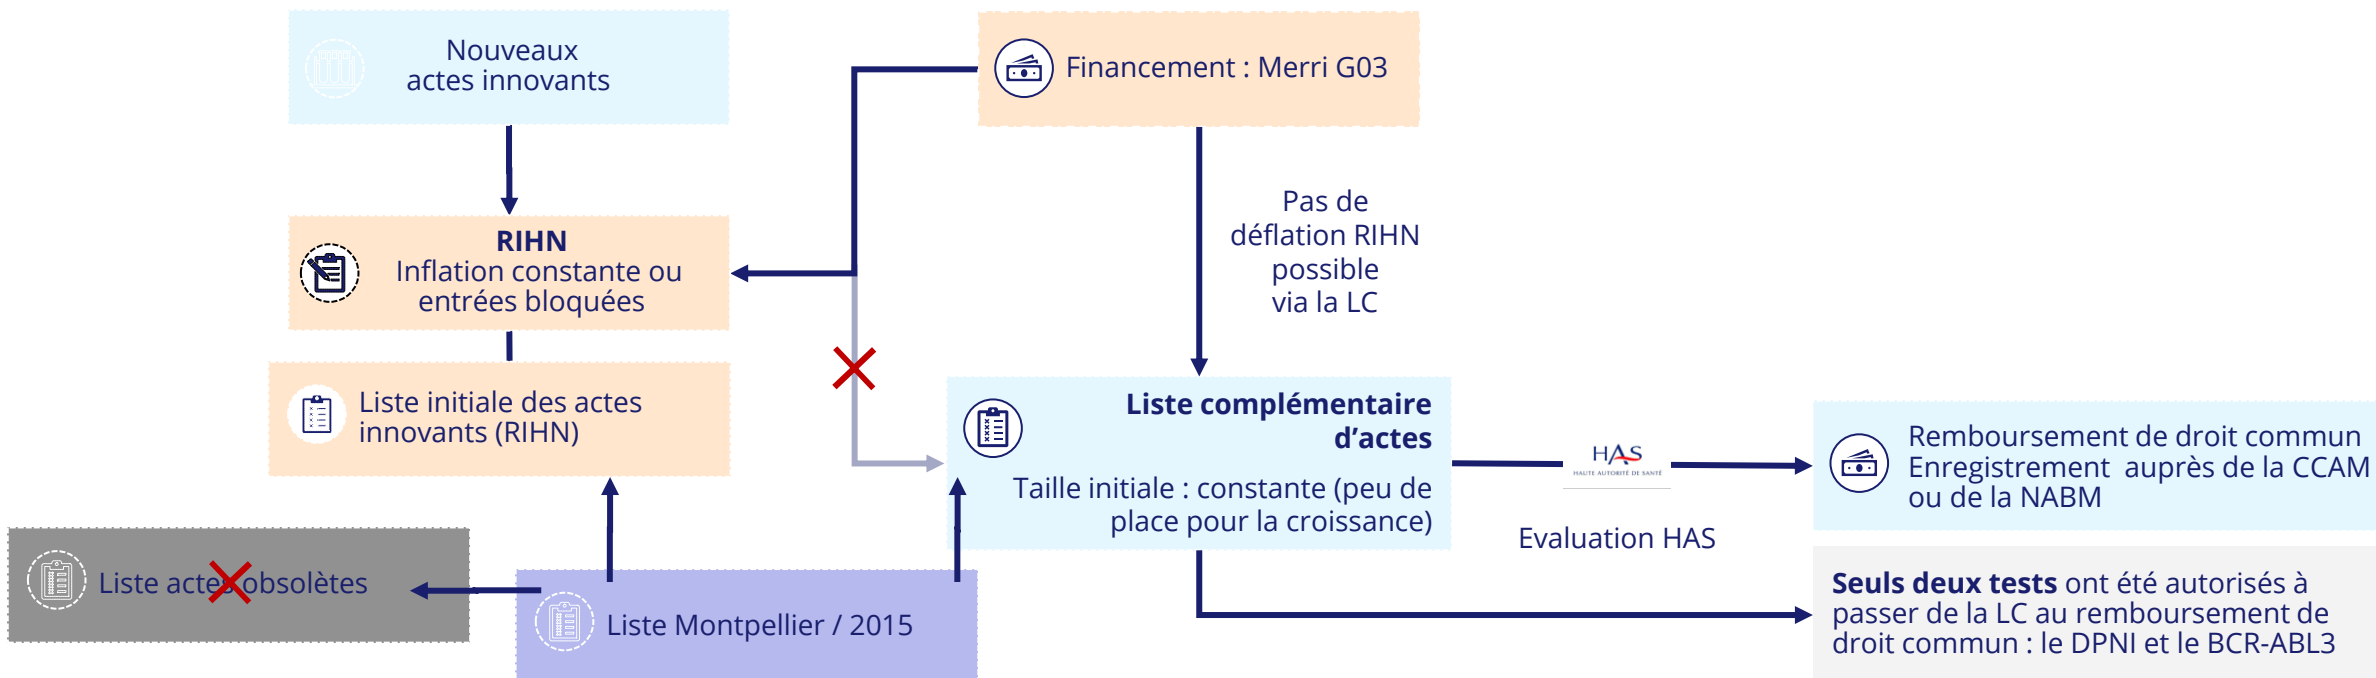 Nouveaux
actes innovants
Financement : Merri G03
Pas de
déflation RIHN
possible
via la LC
RIHN
Inflation constante ou
entrées bloquées
Liste initiale des actes
innovants (RIHN)
Liste complémentaire
d’actes
Taille initiale : constante (peu de
place pour la croissance)
HAS
HAUTE AUTORITÉ DE SANTÉ
Evaluation HAS
Remboursement de droit commun
Enregistrement auprès de la CCAM
ou de la NABM
Liste actes obsolètes
Liste Montpellier / 2015
Seuls deux tests ont été autorisés à
passer de la LC au remboursement de
droit commun : le DPNI et le BCR-ABL3